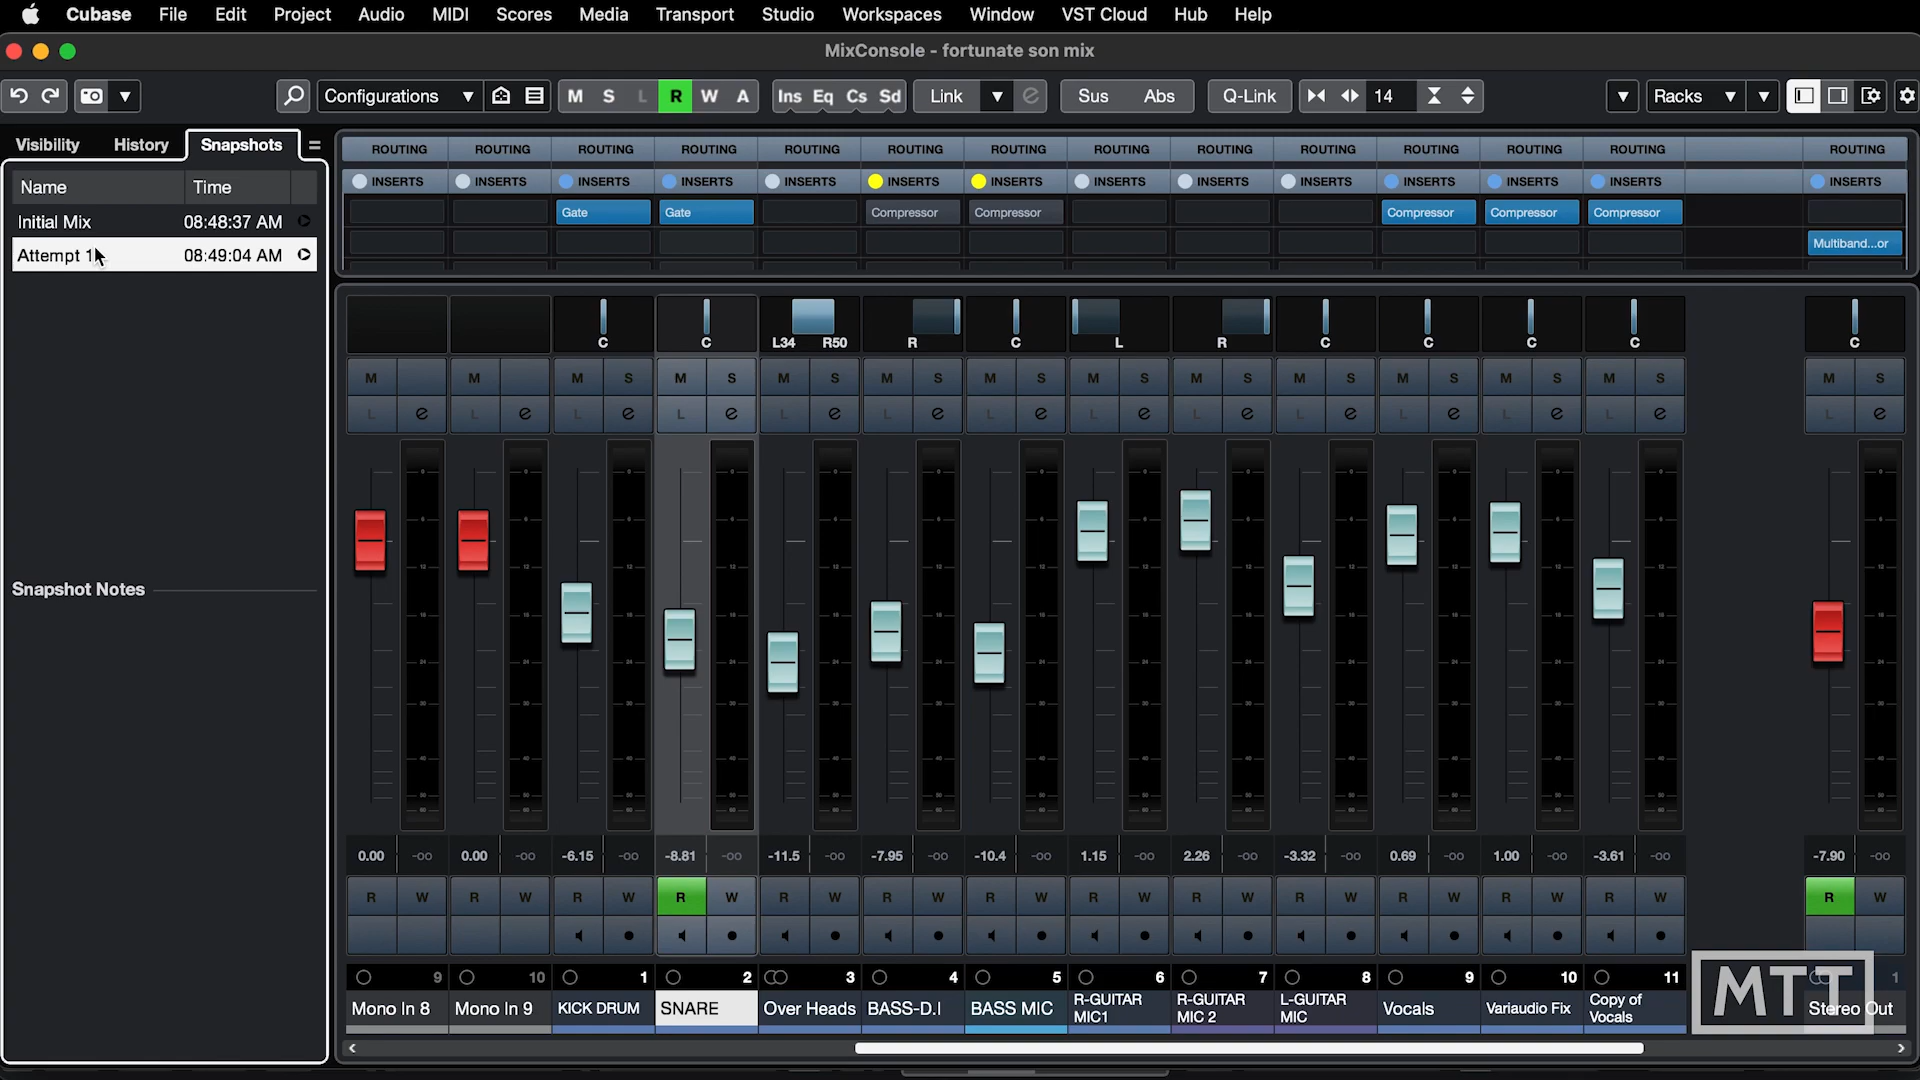 Cubase File Edit Project Audio MIDI Scores Media Transport Studio Workspaces Window VST Cloud Hub Help
MixConsole - fortunate son mix
Configurations M S L R W A Ins Eq Cs Sd Link Sus Abs Q-Link 14 Racks
Visibility History Snapshots
ROUTING ROUTING ROUTING ROUTING ROUTING ROUTING ROUTING ROUTING ROUTING ROUTING ROUTING ROUTING ROUTING ROUTING
Name Time
INSERTS INSERTS INSERTS INSERTS INSERTS INSERTS INSERTS INSERTS INSERTS INSERTS INSERTS INSERTS INSERTS INSERTS
Initial Mix 08:48:37 AM
Gate Gate Compressor Compressor Compressor Compressor Compressor
Attempt 1 08:49:04 AM
Multiband...or
C C L34 R50 R C L R C C C C C
M M M S M S M S M S M S M S M S M S M S M S M S M S
L e L e L e L e L e L e L e L e L e L e L e L e L e L e
Snapshot Notes
0.00 -oo 0.00 -oo -6.15 -oo -8.81 -oo -11.5 -oo -7.95 -oo -10.4 -oo 1.15 -oo 2.26 -oo -3.32 -oo 0.69 -oo 1.00 -oo -3.61 -oo -7.90 -oo
R W R W R W R W R W R W R W R W R W R W R W R W R W R W
9 10 1 2 3 4 5 6 7 8 9 10 11 1
Mono In 8 Mono In 9 KICK DRUM SNARE Over Heads BASS-D.I BASS MIC R-GUITAR MIC1 R-GUITAR MIC 2 L-GUITAR MIC Vocals Variaudio Fix Copy of Vocals Stereo Out
MTT